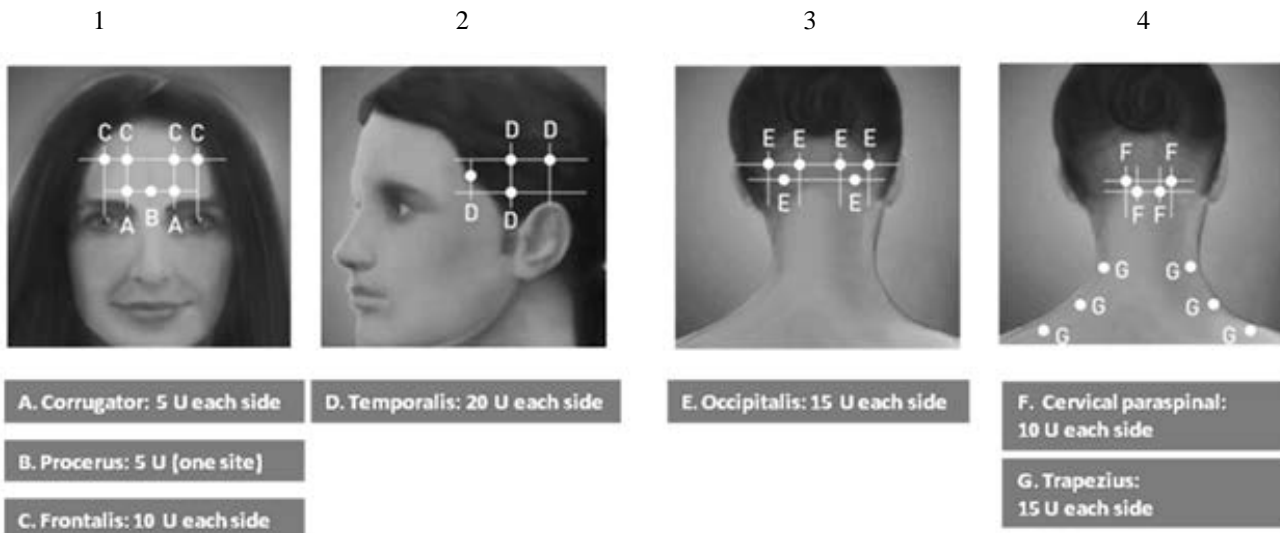 1 2 3 4
C C C C
A B A
D D
D D
E E E E
E E
F F
F F
G G
G G
G G
A. Corrugator: 5 U each side
B. Procerus: 5 U (one site)
C. Frontalis: 10 U each side
D. Temporalis: 20 U each side
E. Occipitalis: 15 U each side
F. Cervical paraspinal:
10 U each side
G. Trapezius:
15 U each side